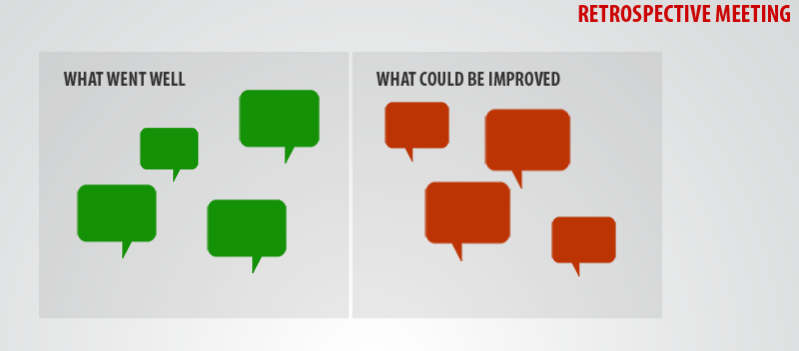 RETROSPECTIVE MEETING
WHAT WENT WELL
WHAT COULD BE IMPROVED